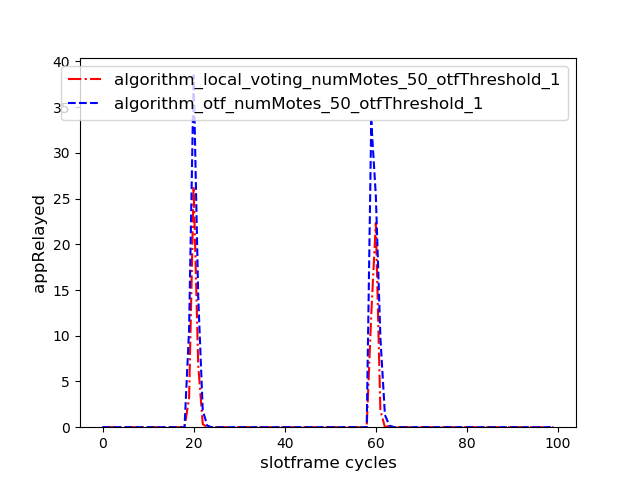 40
35
30
25
20
15
10
5
0
appRelayed
algorithm_local_voting_numMotes_50_otfThreshold_1
algorithm_otf_numMotes_50_otfThreshold_1
0 20 40 60 80 100
slotframe cycles